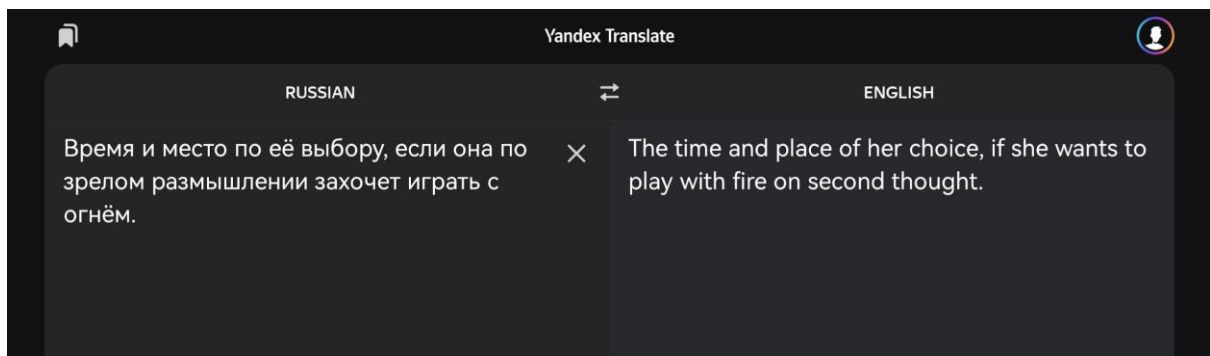 Yandex Translate
RUSSIAN
ENGLISH
Время и место по её выбору, если она по
зрелом размышлении захочет играть с
огнём.
The time and place of her choice, if she wants to
play with fire on second thought.